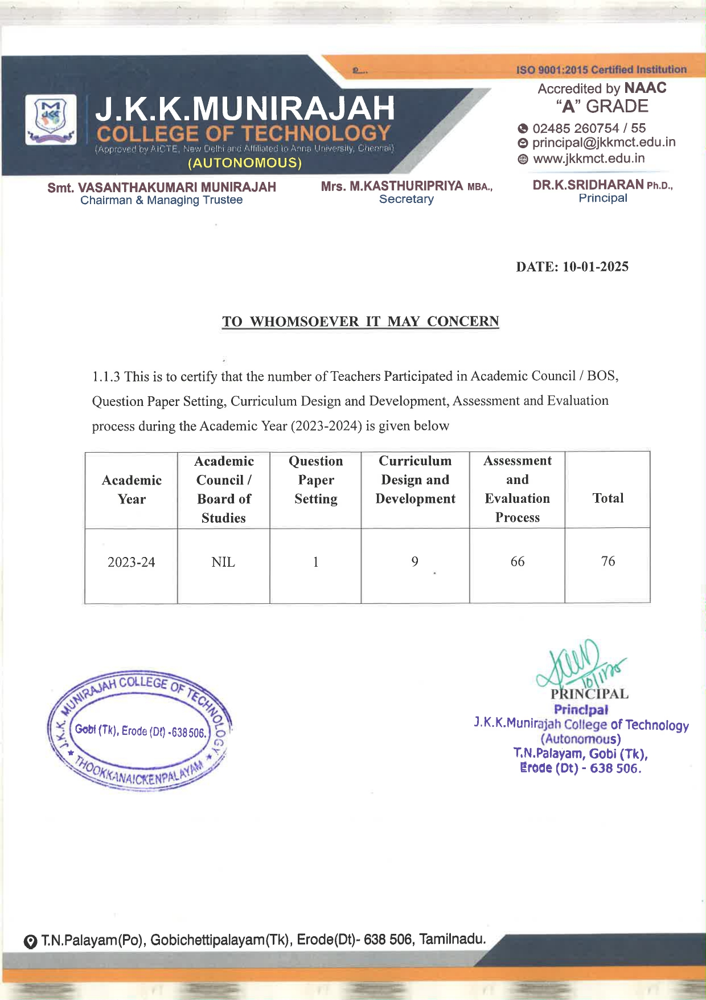 உ...
ISO 9001:2015 Certified Institution
Accredited by NAAC
“A” GRADE
02485 260754 / 55
principal@jkkmct.edu.in
www.jkkmct.edu.in
J.K.K.MUNIRAJAH
COLLEGE OF TECHNOLOGY
(Approved by AICTE, New Delhi and Affiliated to Anna University, Chennai)
(AUTONOMOUS)
Smt. VASANTHAKUMARI MUNIRAJAH
Chairman & Managing Trustee
Mrs. M.KASTHURIPRIYA MBA.,
Secretary
DR.K.SRIDHARAN Ph.D.,
Principal
DATE: 10-01-2025
TO WHOMSOEVER IT MAY CONCERN
1.1.3 This is to certify that the number of Teachers Participated in Academic Council / BOS,
Question Paper Setting, Curriculum Design and Development, Assessment and Evaluation
process during the Academic Year (2023-2024) is given below
Academic Year
Academic Council / Board of Studies
Question Paper Setting
Curriculum Design and Development
Assessment and Evaluation Process
Total
2023-24 NIL 1 9 66 76
J.K.K. MUNIRAJAH COLLEGE OF TECHNOLOGY
Gobi (Tk), Erode (Dt) -638506.
★ THOOKKANAICKENPALAYAM ★
10/1/25
PRINCIPAL
Principal
J.K.K.Munirajah College of Technology
(Autonomous)
T.N.Palayam, Gobi (Tk),
Erode (Dt) - 638 506.
T.N.Palayam(Po), Gobichettipalayam(Tk), Erode(Dt)- 638 506, Tamilnadu.